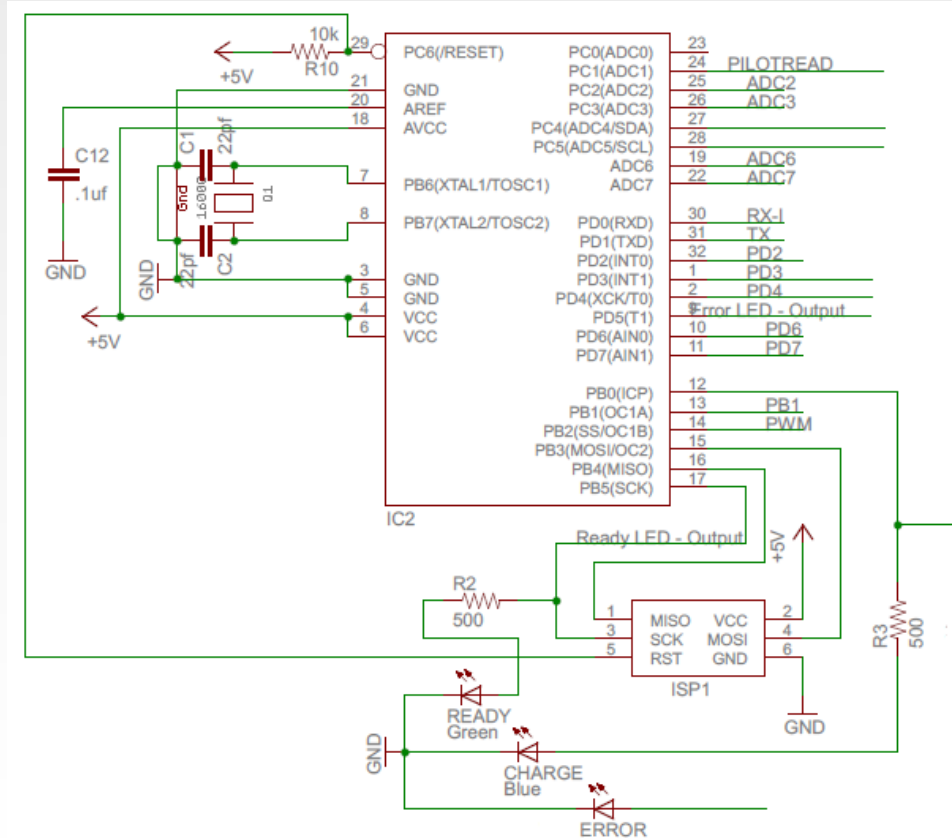 10k
R10
+5V
29
PC6(/RESET)
21
GND
20
AREF
18
AVCC
C12
.1uf
GND
C1
22pf
Gnd
16000
22pf
C2
GND
7
PB6(XTAL1/TOSC1)
8
PB7(XTAL2/TOSC2)
3
GND
5
GND
4
VCC
6
VCC
+5V
PC0(ADC0)
23
PC1(ADC1)
24
PILOTREAD
PC2(ADC2)
25
ADC2
PC3(ADC3)
26
ADC3
PC4(ADC4/SDA)
27
PC5(ADC5/SCL)
28
ADC6
19
ADC6
ADC7
22
ADC7
PD0(RXD)
30
RX-I
PD1(TXD)
31
TX
PD2(INT0)
32
PD2
PD3(INT1)
1
PD3
PD4(XCK/T0)
2
PD4
PD5(T1)
9
Error LED - Output
PD6(AIN0)
10
PD6
PD7(AIN1)
11
PD7
PB0(ICP)
12
PB1(OC1A)
13
PB1
PB2(SS/OC1B)
14
PWM
PB3(MOSI/OC2)
15
PB4(MISO)
16
PB5(SCK)
17
IC2
Ready LED - Output
+5V
R2
500
1
MISO
VCC
2
3
SCK
MOSI
4
5
RST
GND
6
ISP1
GND
R3
500
READY
Green
GND
CHARGE
Blue
ERROR